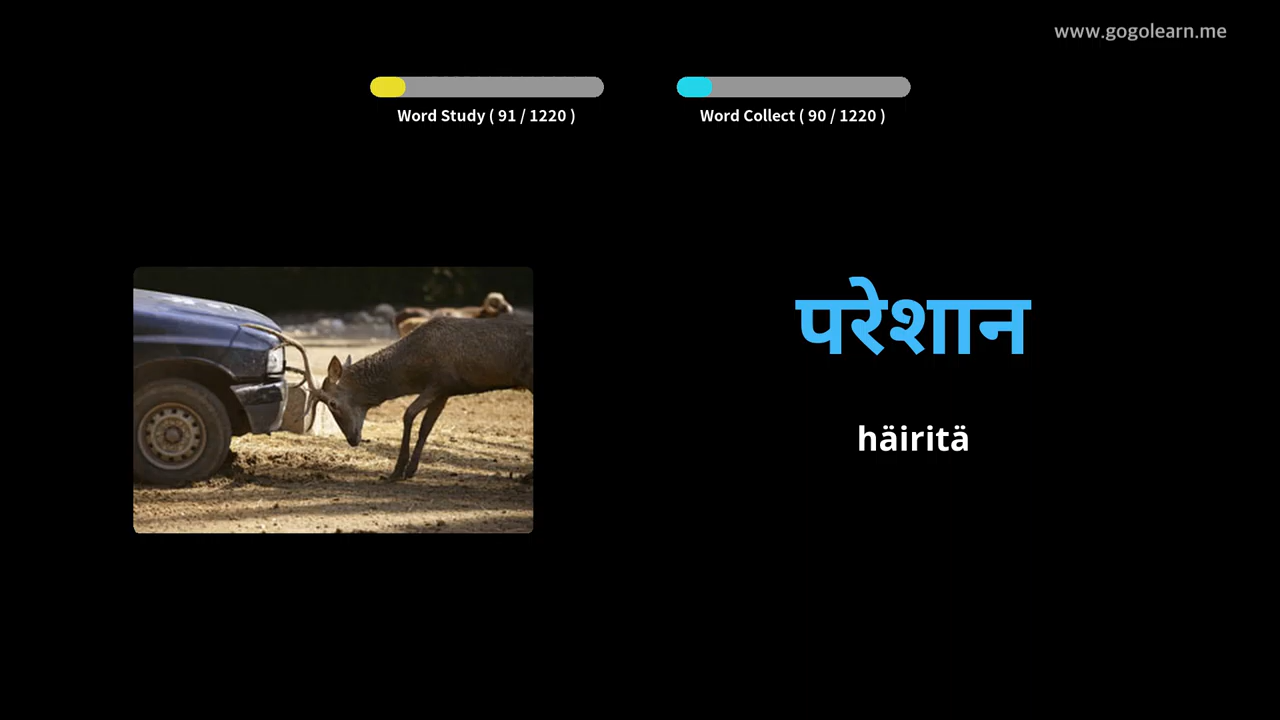 www.gogolearn.me
Word Study ( 91 / 1220 )
Word Collect ( 90 / 1220 )
परेशान
häiritä